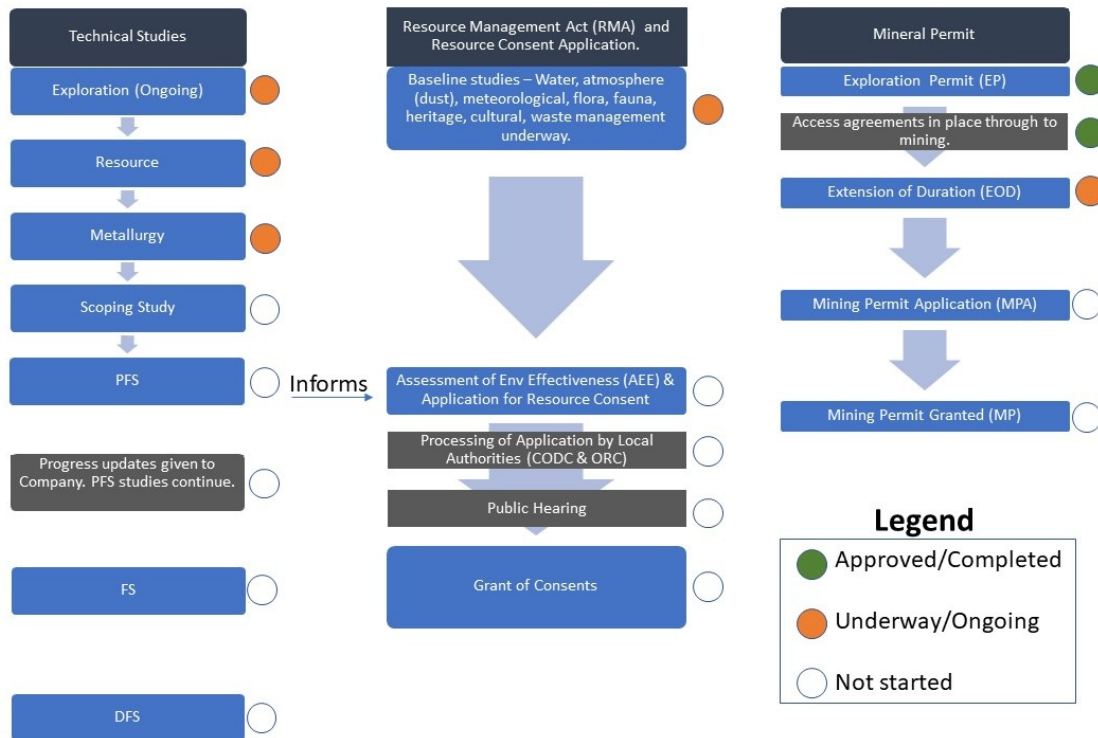 Technical Studies
Exploration (Ongoing)
Resource
Metallurgy
Scoping Study
PFS
Informs
Progress updates given to
Company. PFS studies continue.
FS
DFS
Resource Management Act (RMA) and
Resource Consent Application.
Baseline studies – Water, atmosphere
(dust), meteorological, flora, fauna,
heritage, cultural, waste management
underway.
Assessment of Env Effectiveness (AEE) &
Application for Resource Consent
Processing of Application by Local
Authorities (CODC & ORC)
Public Hearing
Grant of Consents
Mineral Permit
Exploration Permit (EP)
Access agreements in place through to
mining.
Extension of Duration (EOD)
Mining Permit Application (MPA)
Mining Permit Granted (MP)
Legend
Approved/Completed
Underway/Ongoing
Not started